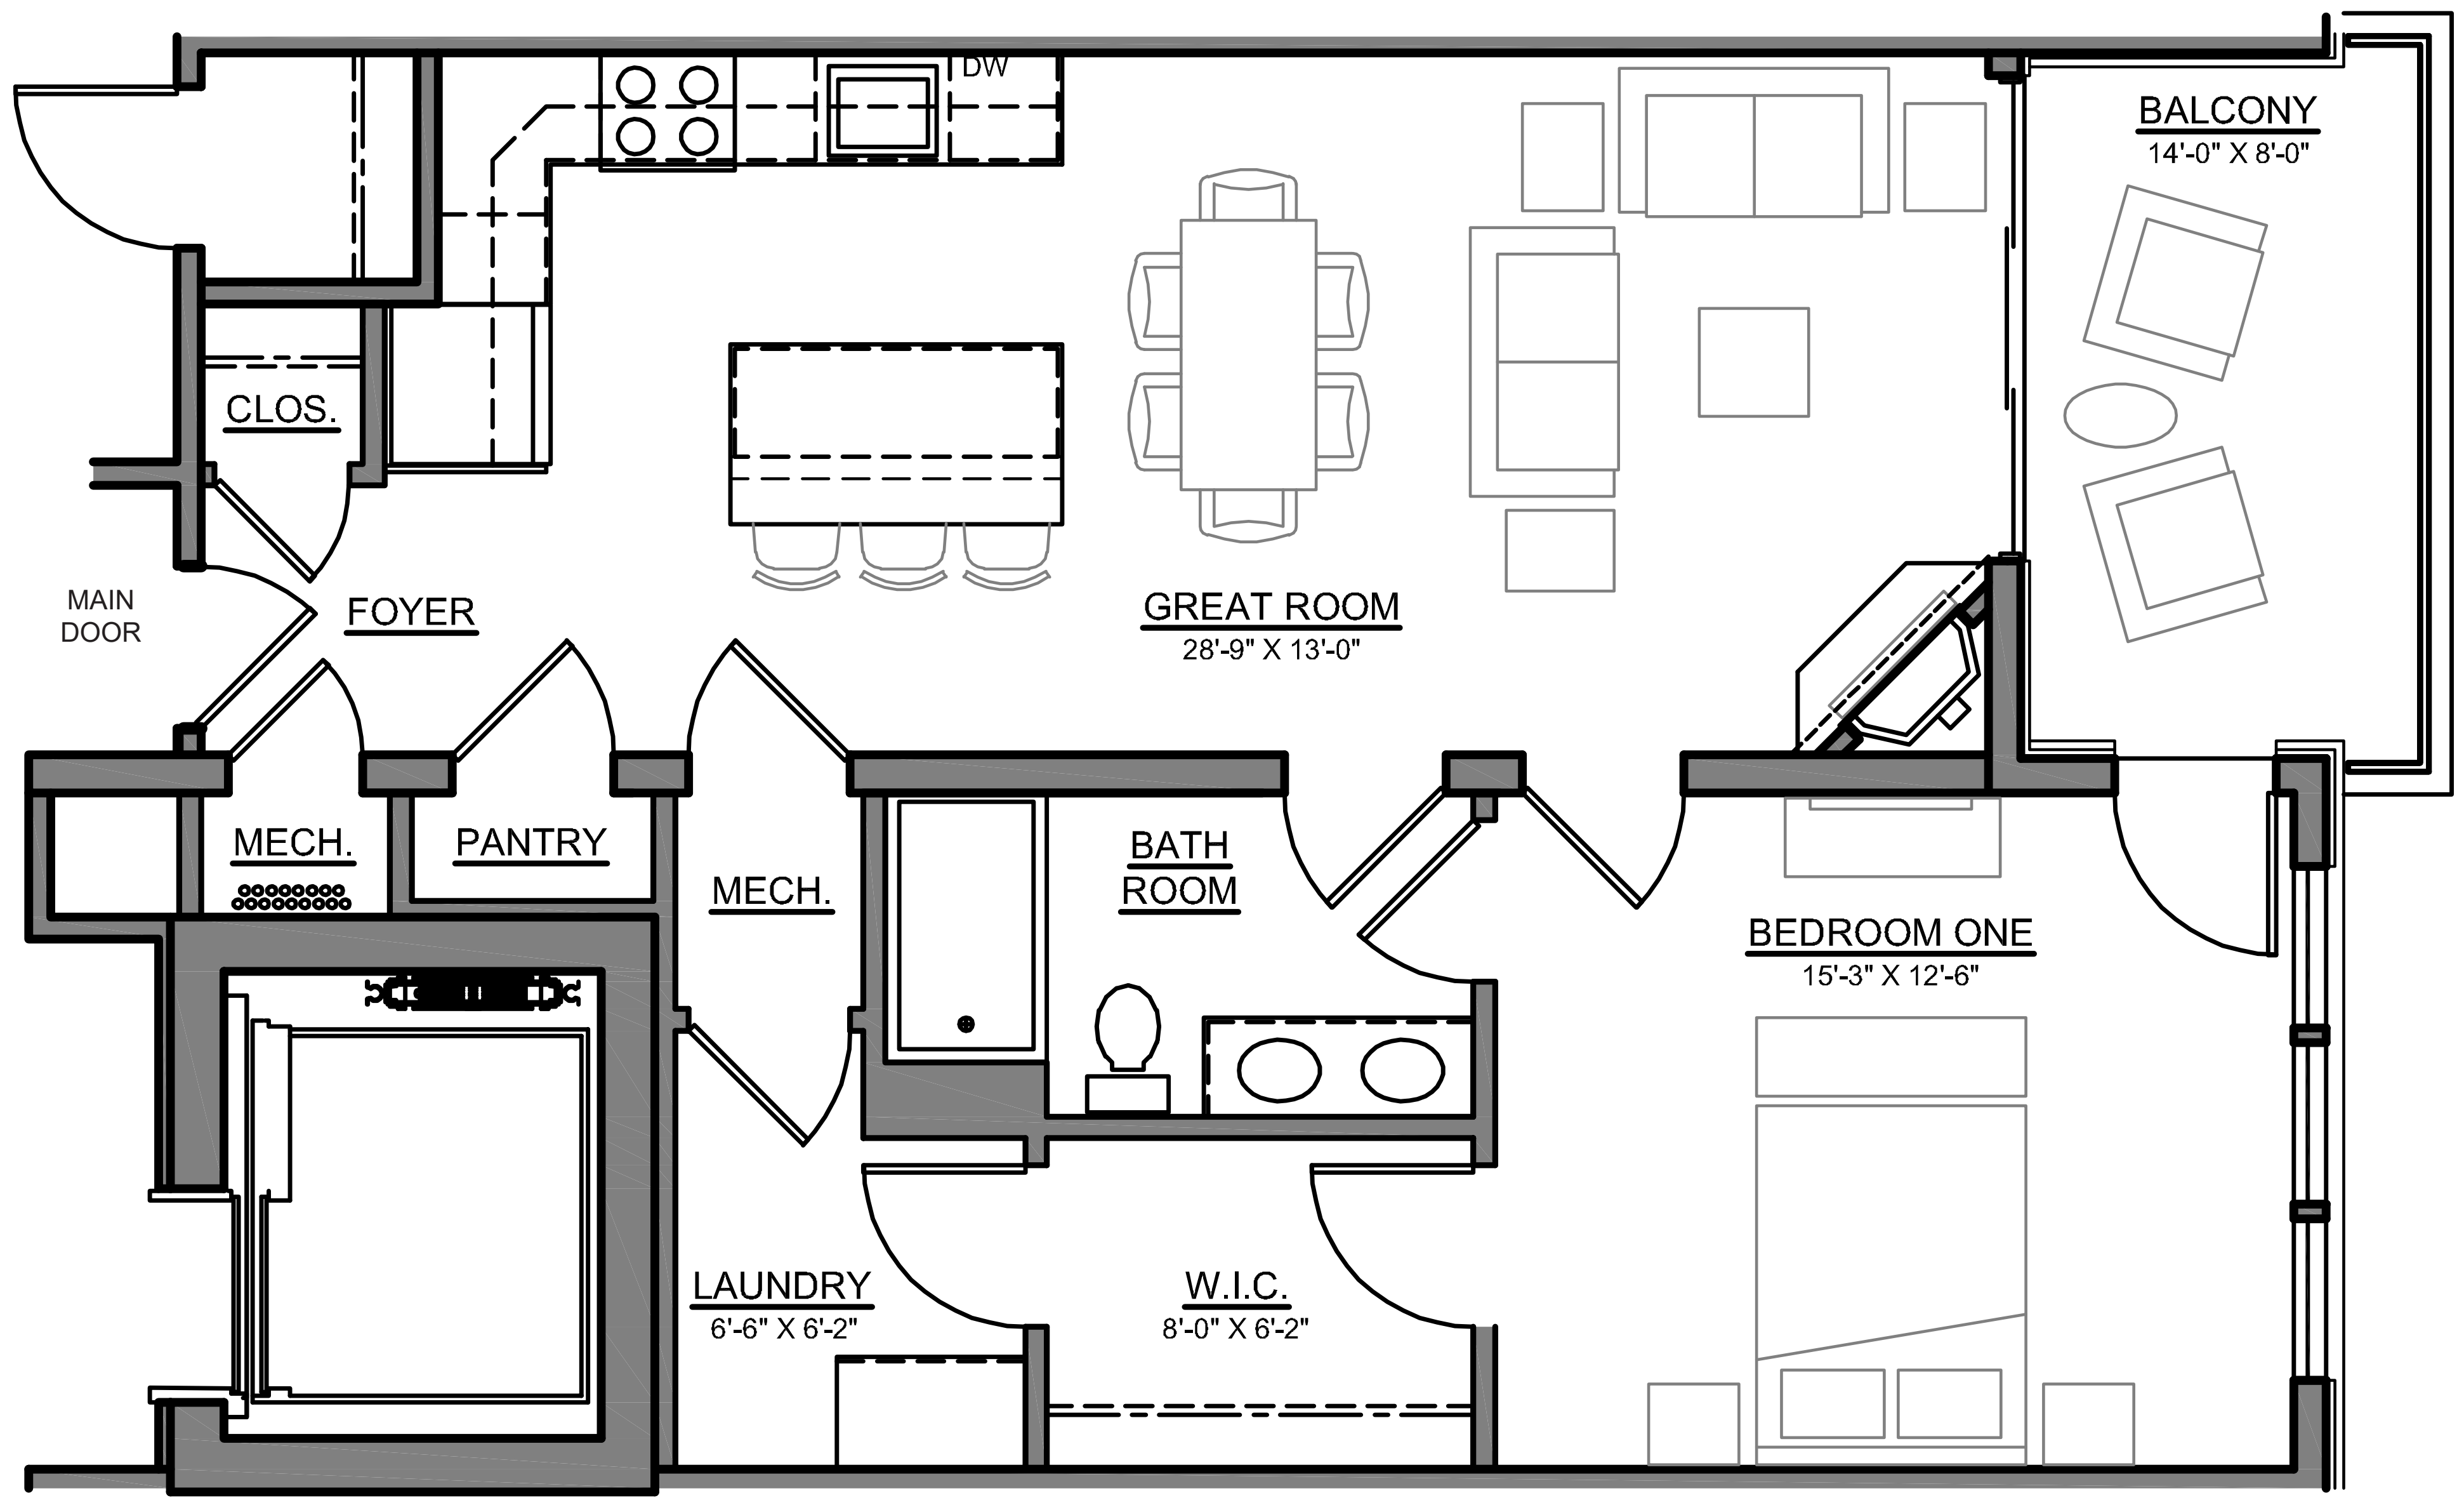 DW
BALCONY
14'-0" X 8'-0"
CLOS.
MAIN
DOOR
FOYER
GREAT ROOM
28'-9" X 13'-0"
MECH.
PANTRY
MECH.
BATH
ROOM
BEDROOM ONE
15'-3" X 12'-6"
LAUNDRY
6'-6" X 6'-2"
W.I.C.
8'-0" X 6'-2"